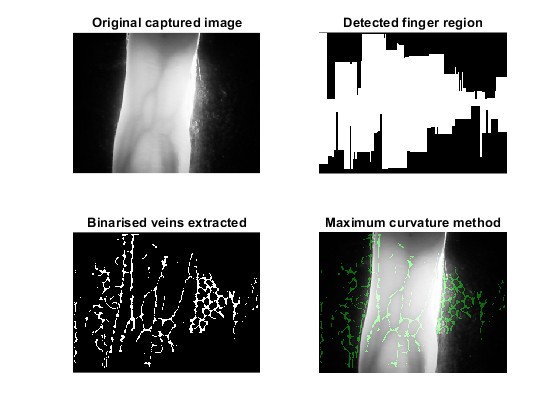 Original captured image
Detected finger region
Binarised veins extracted
Maximum curvature method